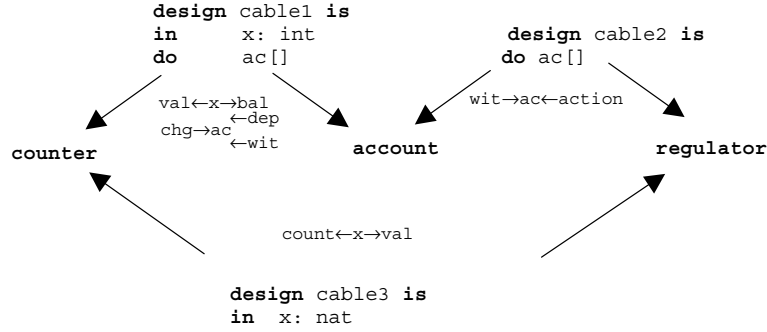 design cable1 is
in x: int
do ac[]
design cable2 is
do ac[]
val←x→bal
←dep
chg→ac
←wit
wit→ac←action
counter
account
regulator
count←x→val
design cable3 is
in x: nat